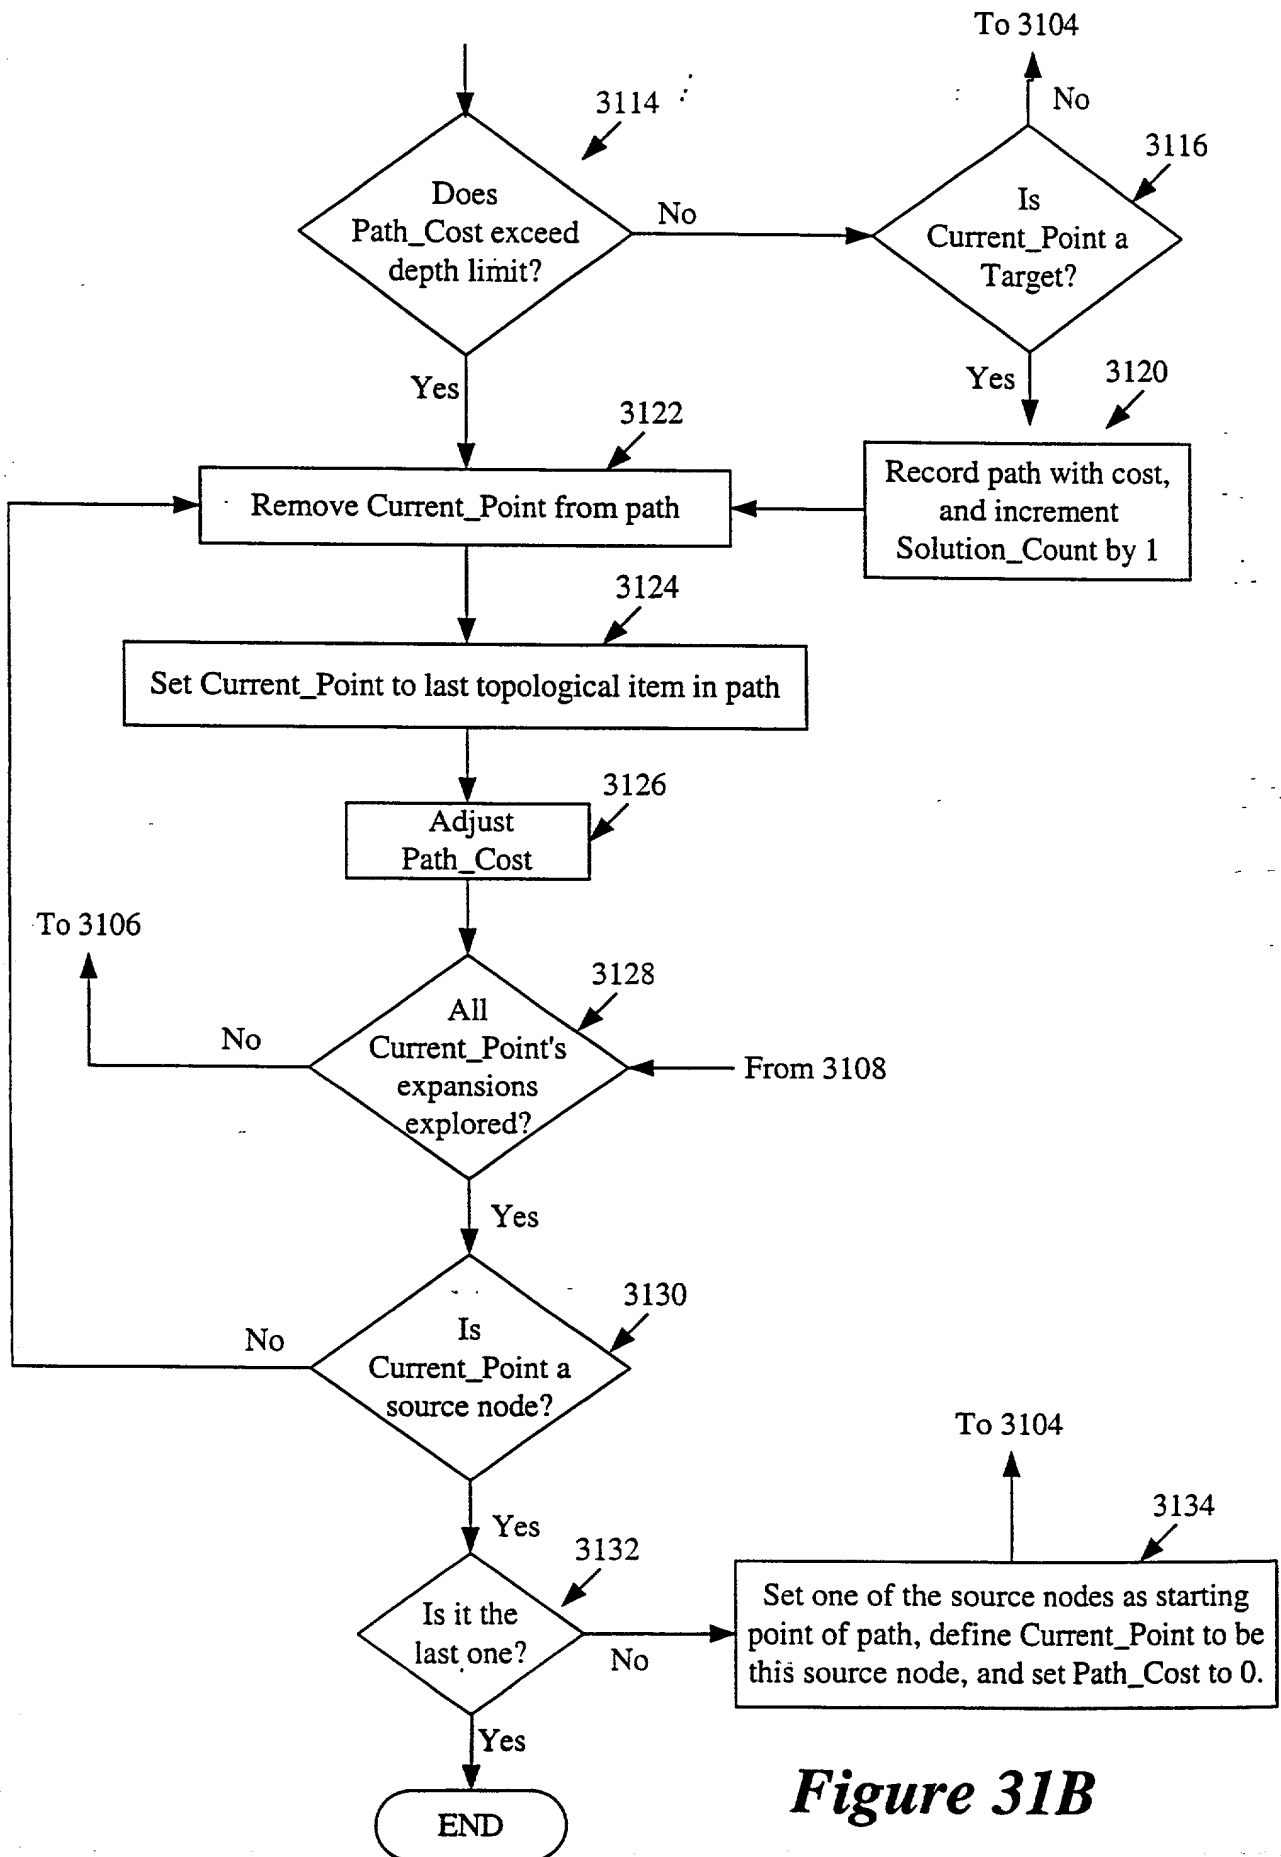 To 3104
No
3114
Does
Path_Cost exceed
depth limit?
No
3116
Is
Current_Point a
Target?
Yes
Yes
3120
Record path with cost,
and increment
Solution_Count by 1
3122
Remove Current_Point from path
3124
Set Current_Point to last topological item in path
3126
Adjust
Path_Cost
To 3106
No
3128
All
Current_Point's
expansions
explored?
From 3108
Yes
3130
No
Is
Current_Point a
source node?
To 3104
Yes
3132
Is it the
last one?
No
3134
Set one of the source nodes as starting
point of path, define Current_Point to be
this source node, and set Path_Cost to 0.
Yes
END
Figure 31B